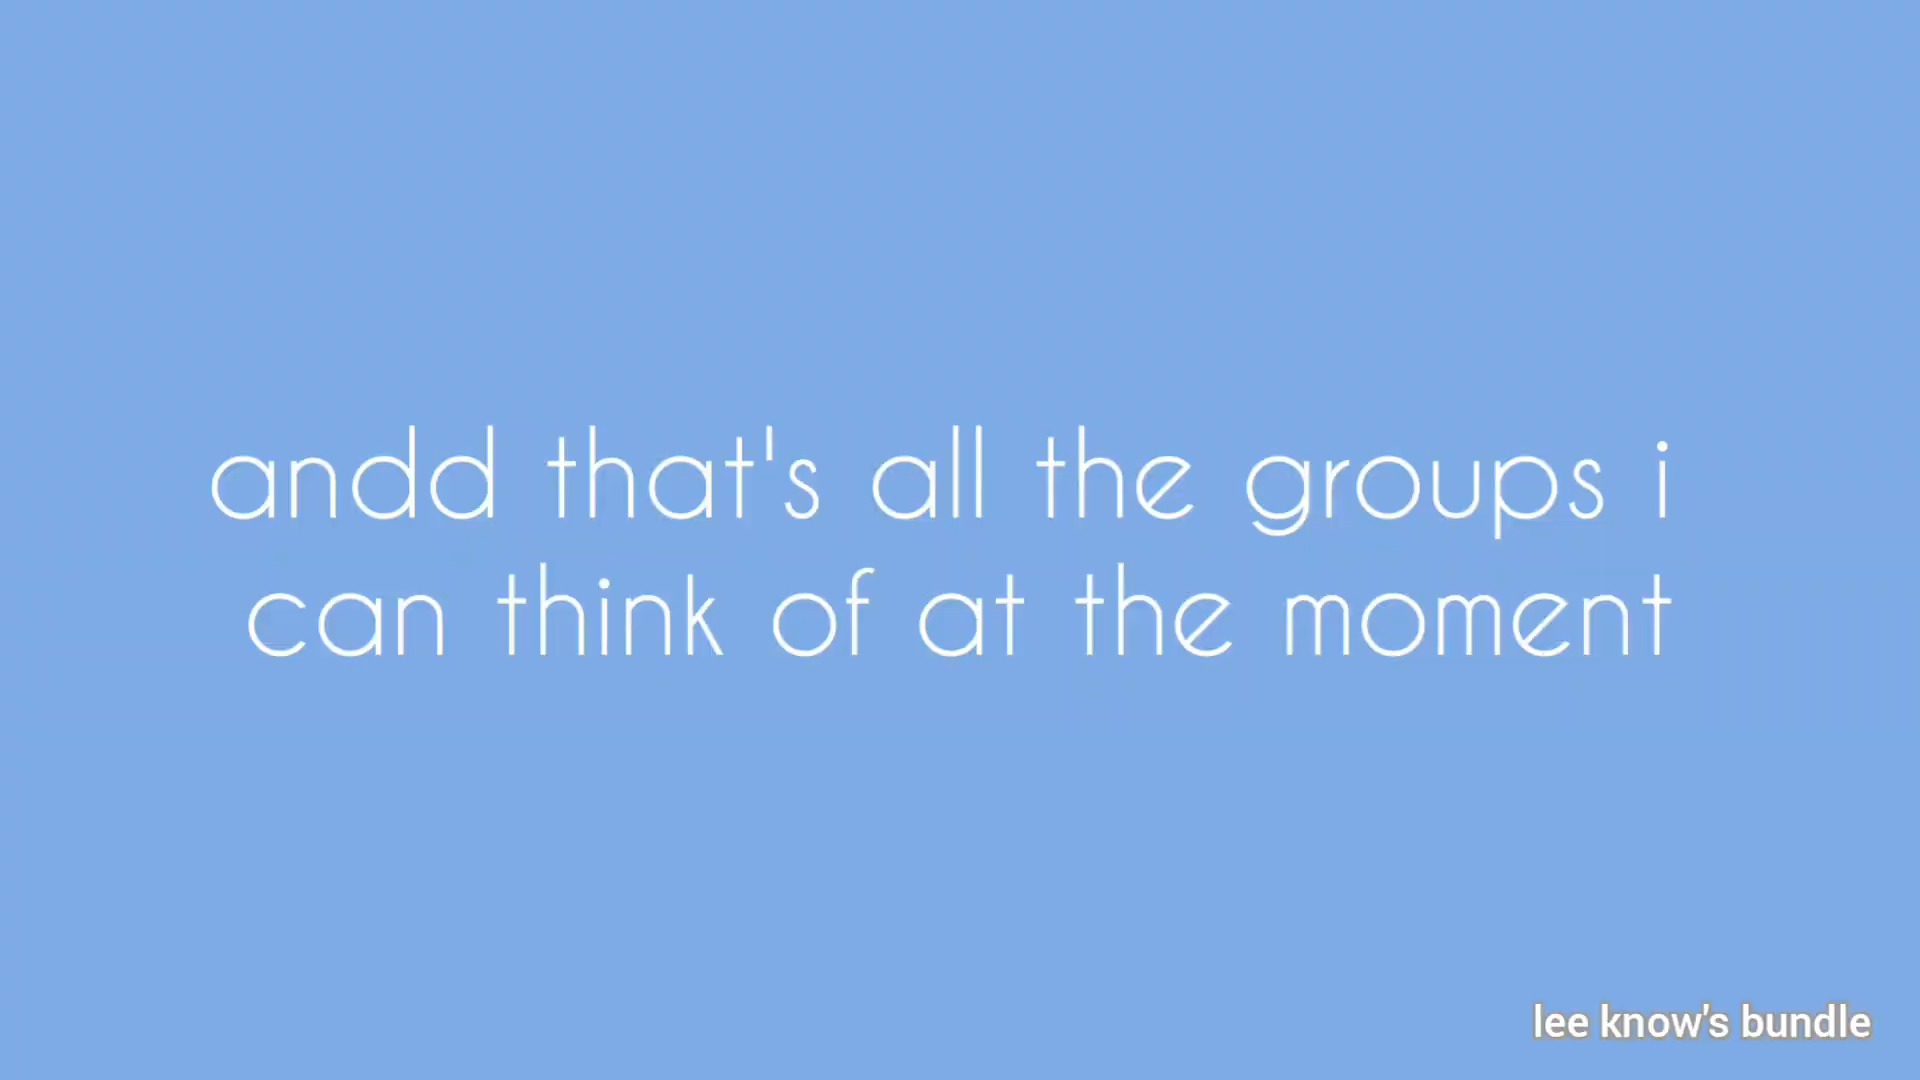 andd that's all the groups i
can think of at the moment
lee know's bundle